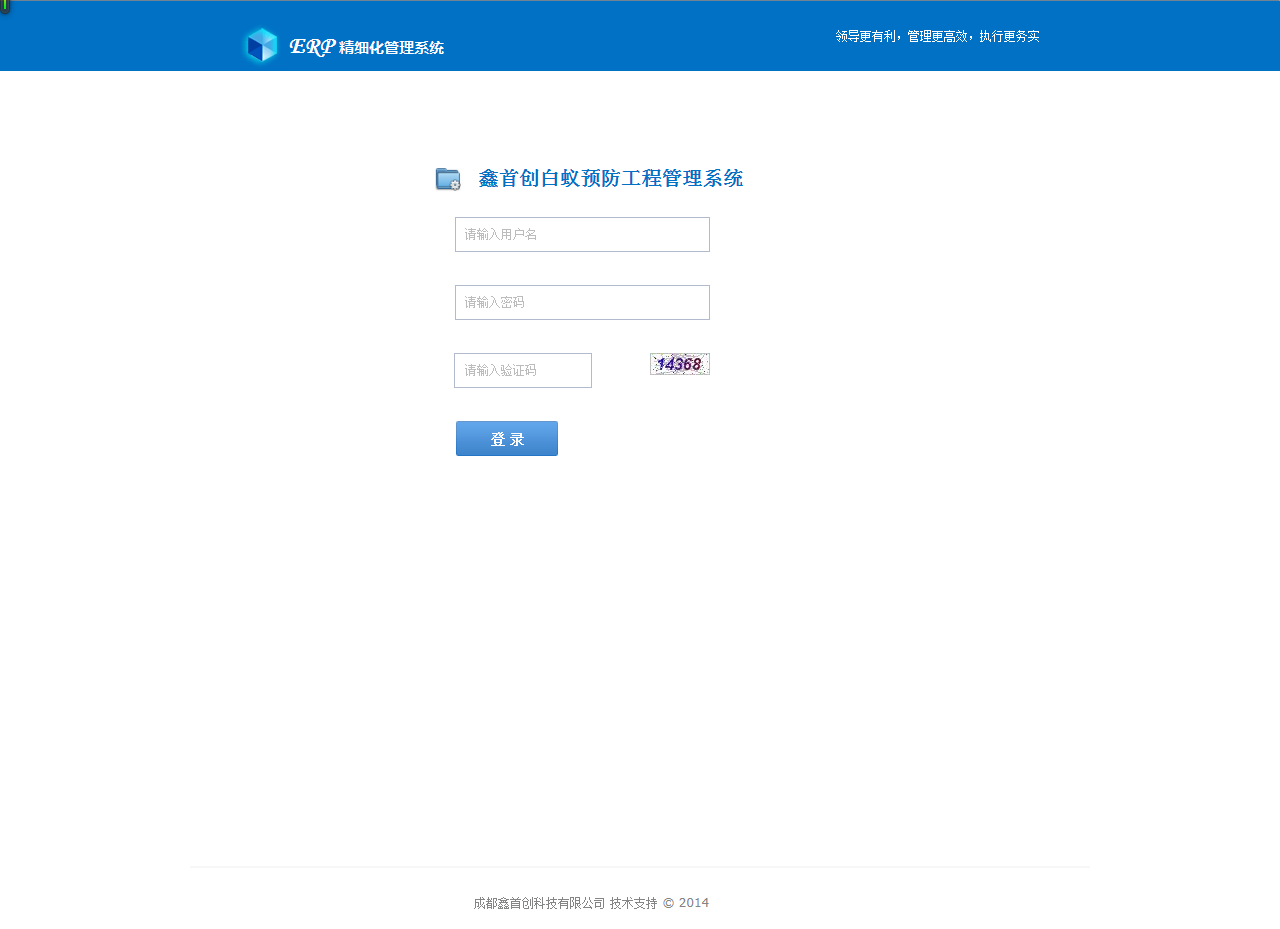 ERP 精细化管理系统
领导更有利，管理更高效，执行更务实
鑫首创白蚁预防工程管理系统
请输入用户名
请输入密码
请输入验证码
14368
登 录
成都鑫首创科技有限公司 技术支持 © 2014